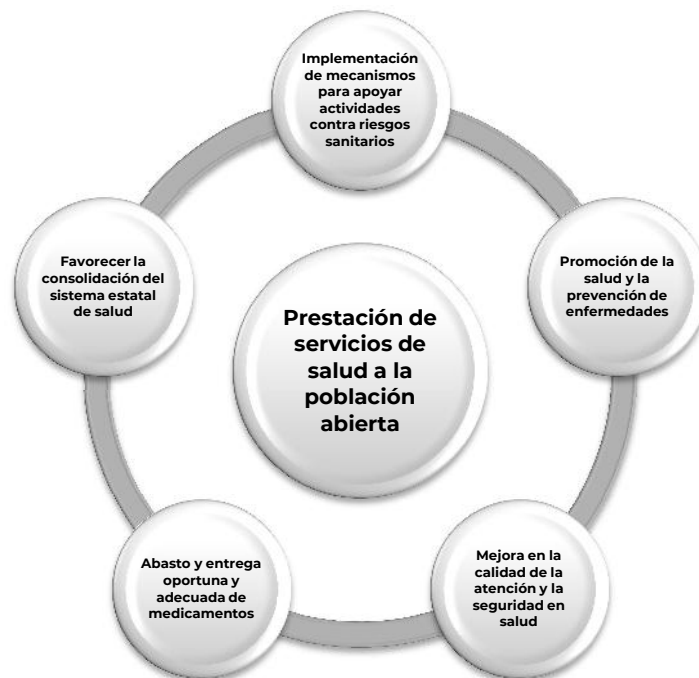 Implementación
de mecanismos
para apoyar
actividades
contra riesgos
sanitarios
Promoción de la
salud y la
prevención de
enfermedades
Mejora en la
calidad de la
atención y la
seguridad en
salud
Abasto y entrega
oportuna y
adecuada de
medicamentos
Favorecer la
consolidación del
sistema estatal
de salud
Prestación de
servicios de
salud a la
población
abierta